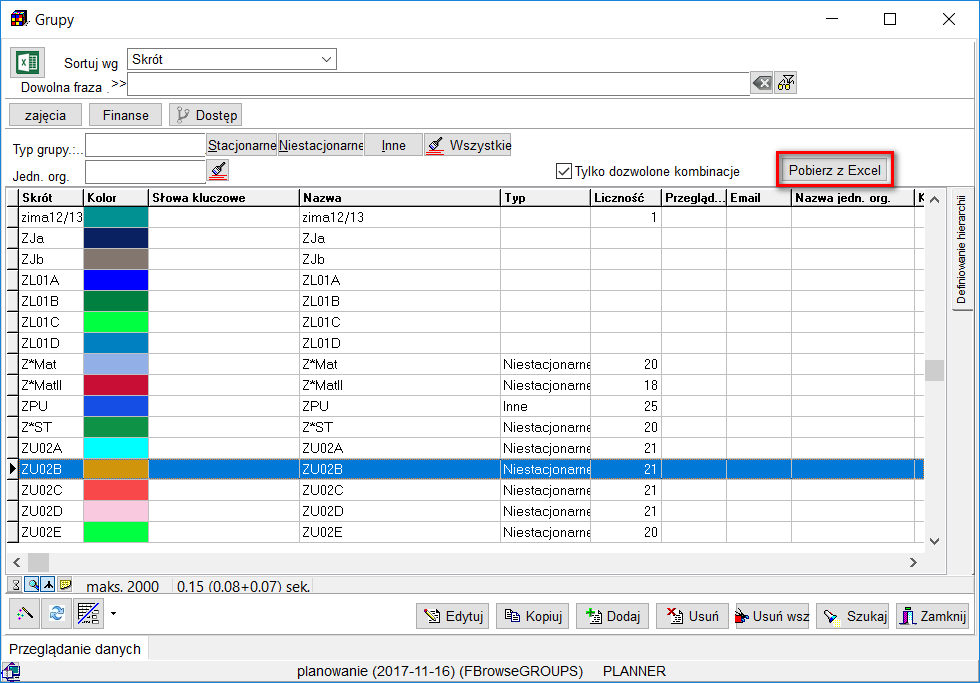 Grupy
Sortuj wg Skrót
Dowolna fraza . >>
zajęcia Finanse Dostęp
Typ grupy.:.. Stacjonarne Niestacjonarne Inne Wszystkie
Jedn. org. Tylko dozwolone kombinacje Pobierz z Excel
Skrót Kolor Słowa kluczowe Nazwa Typ Liczność Przegląd... Email Nazwa jedn. org. K
zima12/13 zima12/13 1
ZJa ZJa
ZJb ZJb
ZL01A ZL01A
ZL01B ZL01B
ZL01C ZL01C
ZL01D ZL01D
Z*Mat Z*Mat Niestacjonarne 20
Z*MatII Z*MatII Niestacjonarne 18
ZPU ZPU Inne 25
Z*ST Z*ST Niestacjonarne 20
ZU02A ZU02A Niestacjonarne 21
ZU02B ZU02B Niestacjonarne 21
ZU02C ZU02C Niestacjonarne 21
ZU02D ZU02D Niestacjonarne 21
ZU02E ZU02E Niestacjonarne 20
Definiowanie hierarchii
maks. 2000 0.15 (0.08+0.07) sek.
Edytuj Kopiuj Dodaj Usuń Usuń wsz Szukaj Zamknij
Przeglądanie danych
planowanie (2017-11-16) (FBrowseGROUPS) PLANNER